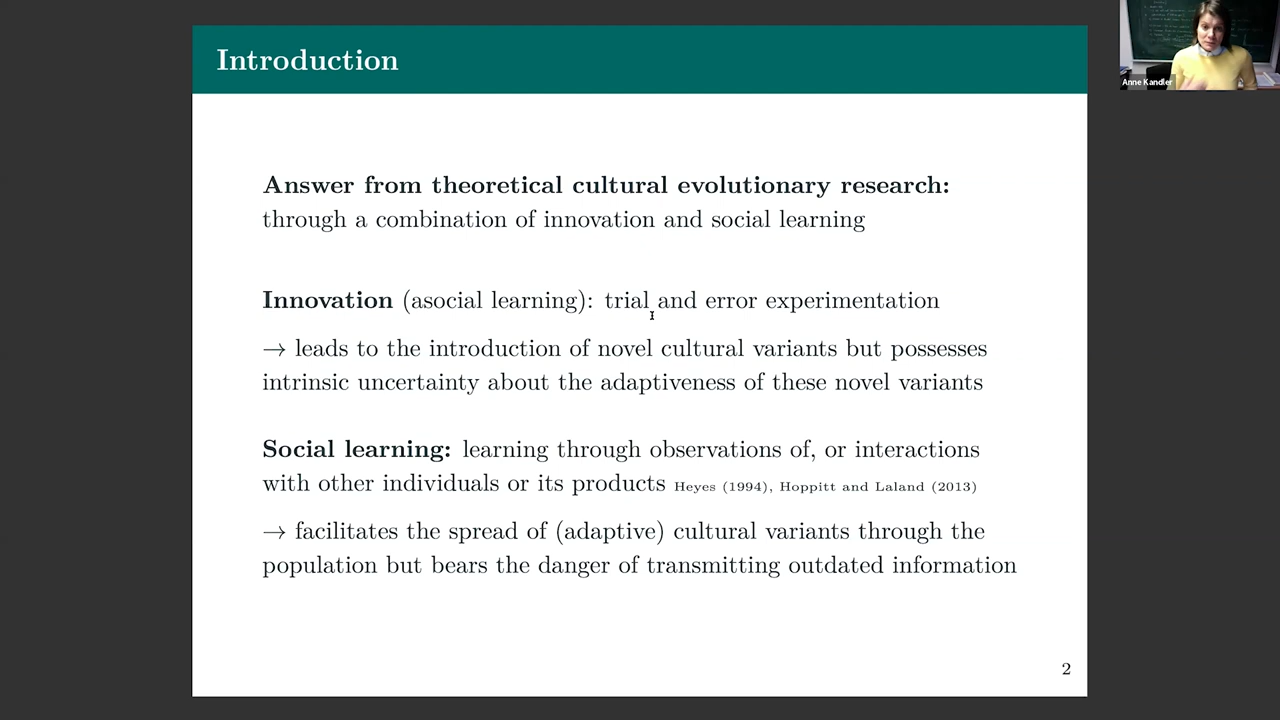 Introduction
Anne Kandler
Answer from theoretical cultural evolutionary research:
through a combination of innovation and social learning
Innovation (asocial learning): trial and error experimentation
→ leads to the introduction of novel cultural variants but possesses
intrinsic uncertainty about the adaptiveness of these novel variants
Social learning: learning through observations of, or interactions
with other individuals or its products Heyes (1994), Hoppitt and Laland (2013)
→ facilitates the spread of (adaptive) cultural variants through the
population but bears the danger of transmitting outdated information
2